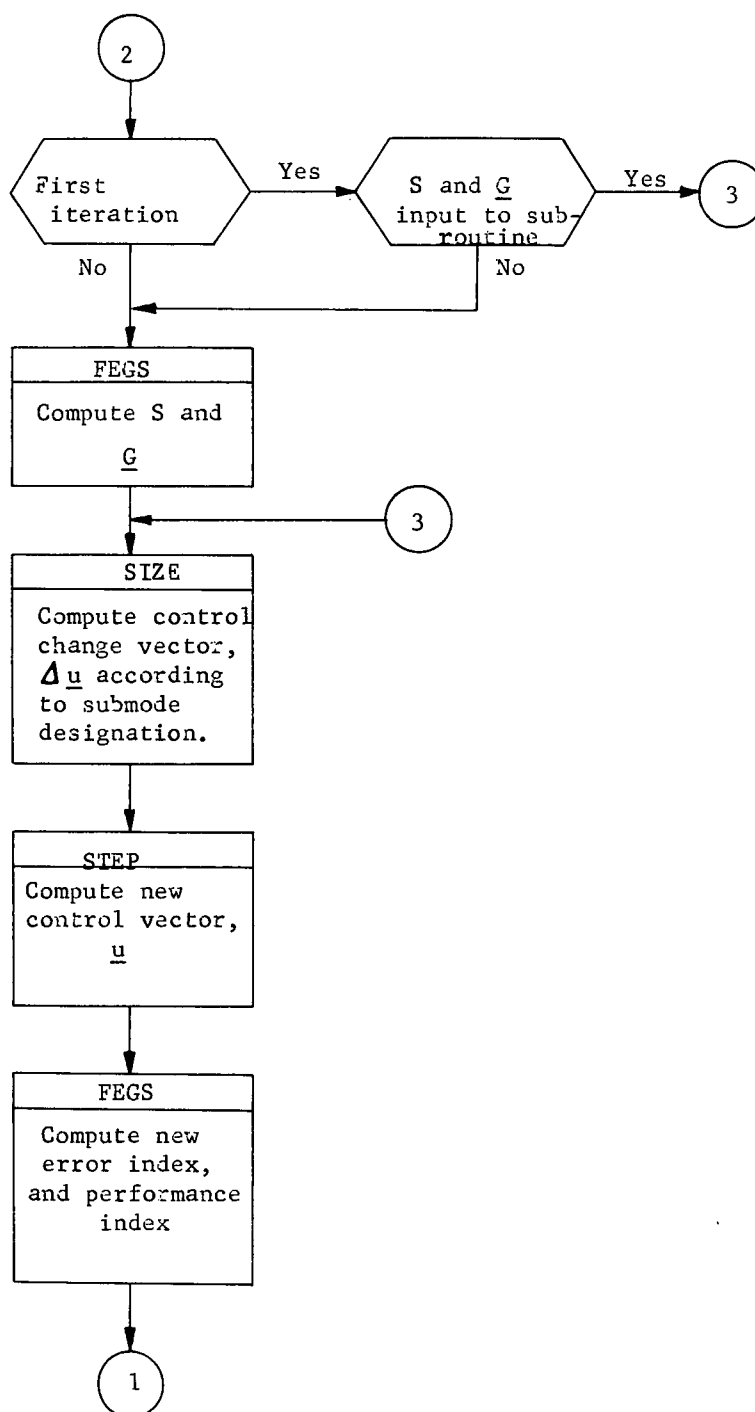 2
First
iteration
Yes
S and G
input to sub-
routine
Yes
3
No
No
FEGS
Compute S and
G
3
SIZE
Compute control
change vector,
Δ u according
to submode
designation.
STEP
Compute new
control vector,
u
FEGS
Compute new
error index,
and performance
index
1